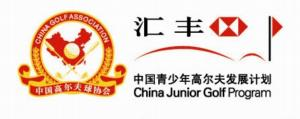 CHINA GOLF ASSOCIATION
中国高尔夫球协会
汇丰
中国青少年高尔夫发展计划
China Junior Golf Program